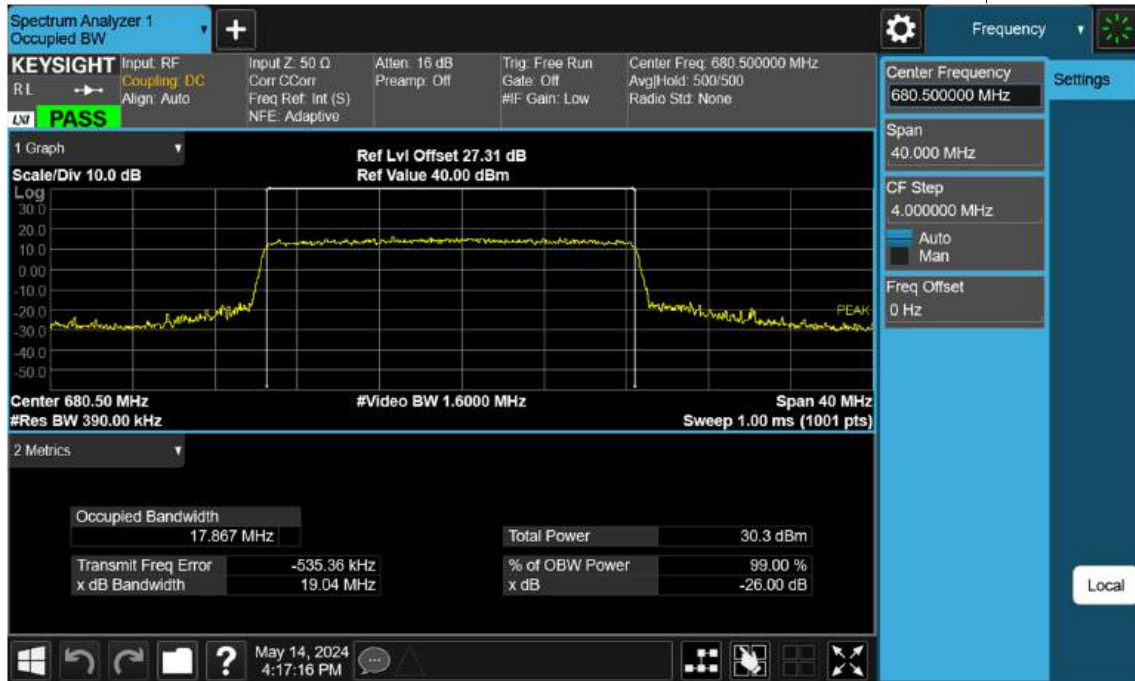 Spectrum Analyzer 1
Occupied BW
+
Frequency
KEYSIGHT
RL
LXI
PASS
Input: RF
Coupling: DC
Align: Auto
Input Z: 50 Ω
Corr CCorr
Freq Ref: Int (S)
NFE: Adaptive
Atten: 16 dB
Preamp: Off
Trig: Free Run
Gate: Off
#IF Gain: Low
Center Freq: 680.500000 MHz
Avg|Hold: 500/500
Radio Std: None
Center Frequency
680.500000 MHz
Settings
Span
40.000 MHz
CF Step
4.000000 MHz
Auto
Man
Freq Offset
0 Hz
1 Graph
Scale/Div 10.0 dB
Ref Lvl Offset 27.31 dB
Ref Value 40.00 dBm
Log
30.0
20.0
10.0
0.00
-10.0
-20.0
-30.0
-40.0
-50.0
PEAK
Center 680.50 MHz
#Video BW 1.6000 MHz
Span 40 MHz
#Res BW 390.00 kHz
Sweep 1.00 ms (1001 pts)
2 Metrics
Occupied Bandwidth
17.867 MHz
Total Power 30.3 dBm
Transmit Freq Error -535.36 kHz
% of OBW Power 99.00 %
x dB Bandwidth 19.04 MHz
x dB -26.00 dB
Local
?
May 14, 2024
4:17:16 PM